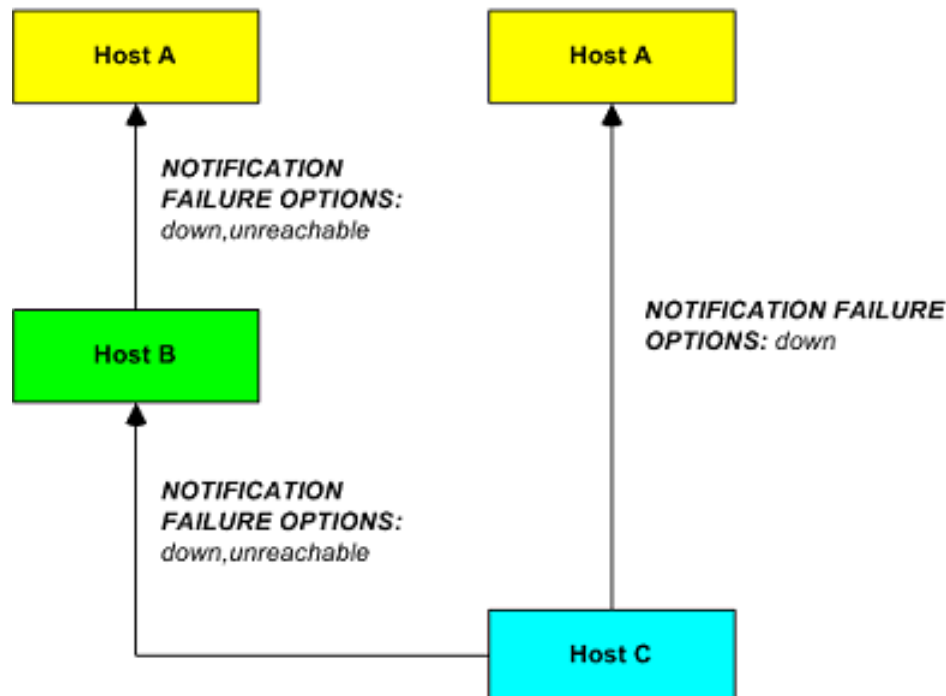 Host A
Host A
NOTIFICATION
FAILURE OPTIONS:
down,unreachable
NOTIFICATION FAILURE
OPTIONS: down
Host B
NOTIFICATION
FAILURE OPTIONS:
down,unreachable
Host C